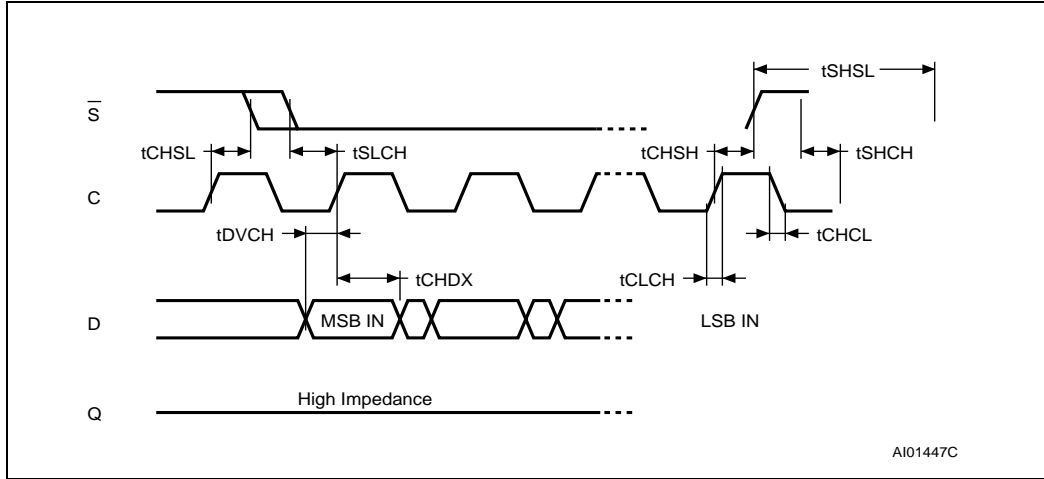 tSHSL
S̅
tCHSL
tSLCH
tCHSH
tSHCH
C
tDVCH
tCHCL
tCHDX
tCLCH
D
MSB IN
LSB IN
Q
High Impedance
AI01447C